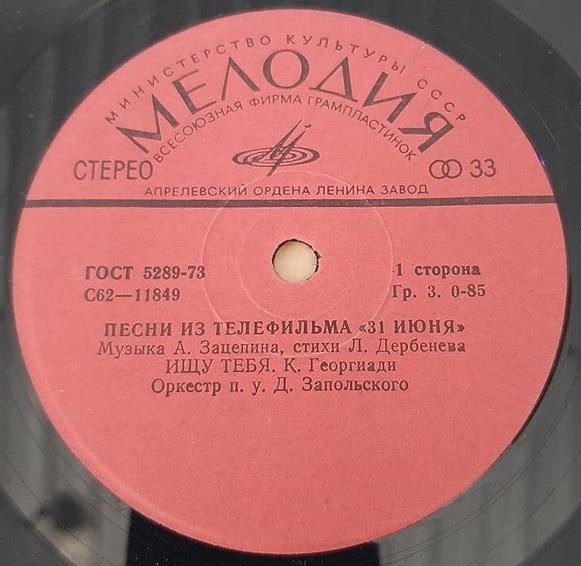 МИНИСТЕРСТВО КУЛЬТУРЫ СССР
МЕЛОДИЯ
ВСЕСОЮЗНАЯ ФИРМА ГРАМПЛАСТИНОК
СТЕРЕО 33
АПРЕЛЕВСКИЙ ОРДЕНА ЛЕНИНА ЗАВОД
ГОСТ 5289-73 1 сторона
С62—11849 Гр. 3. 0-85
ПЕСНИ ИЗ ТЕЛЕФИЛЬМА «31 ИЮНЯ»
Музыка А. Зацепина, стихи Л. Дербенева
ИЩУ ТЕБЯ. К. Георгиади
Оркестр п. у. Д. Запольского